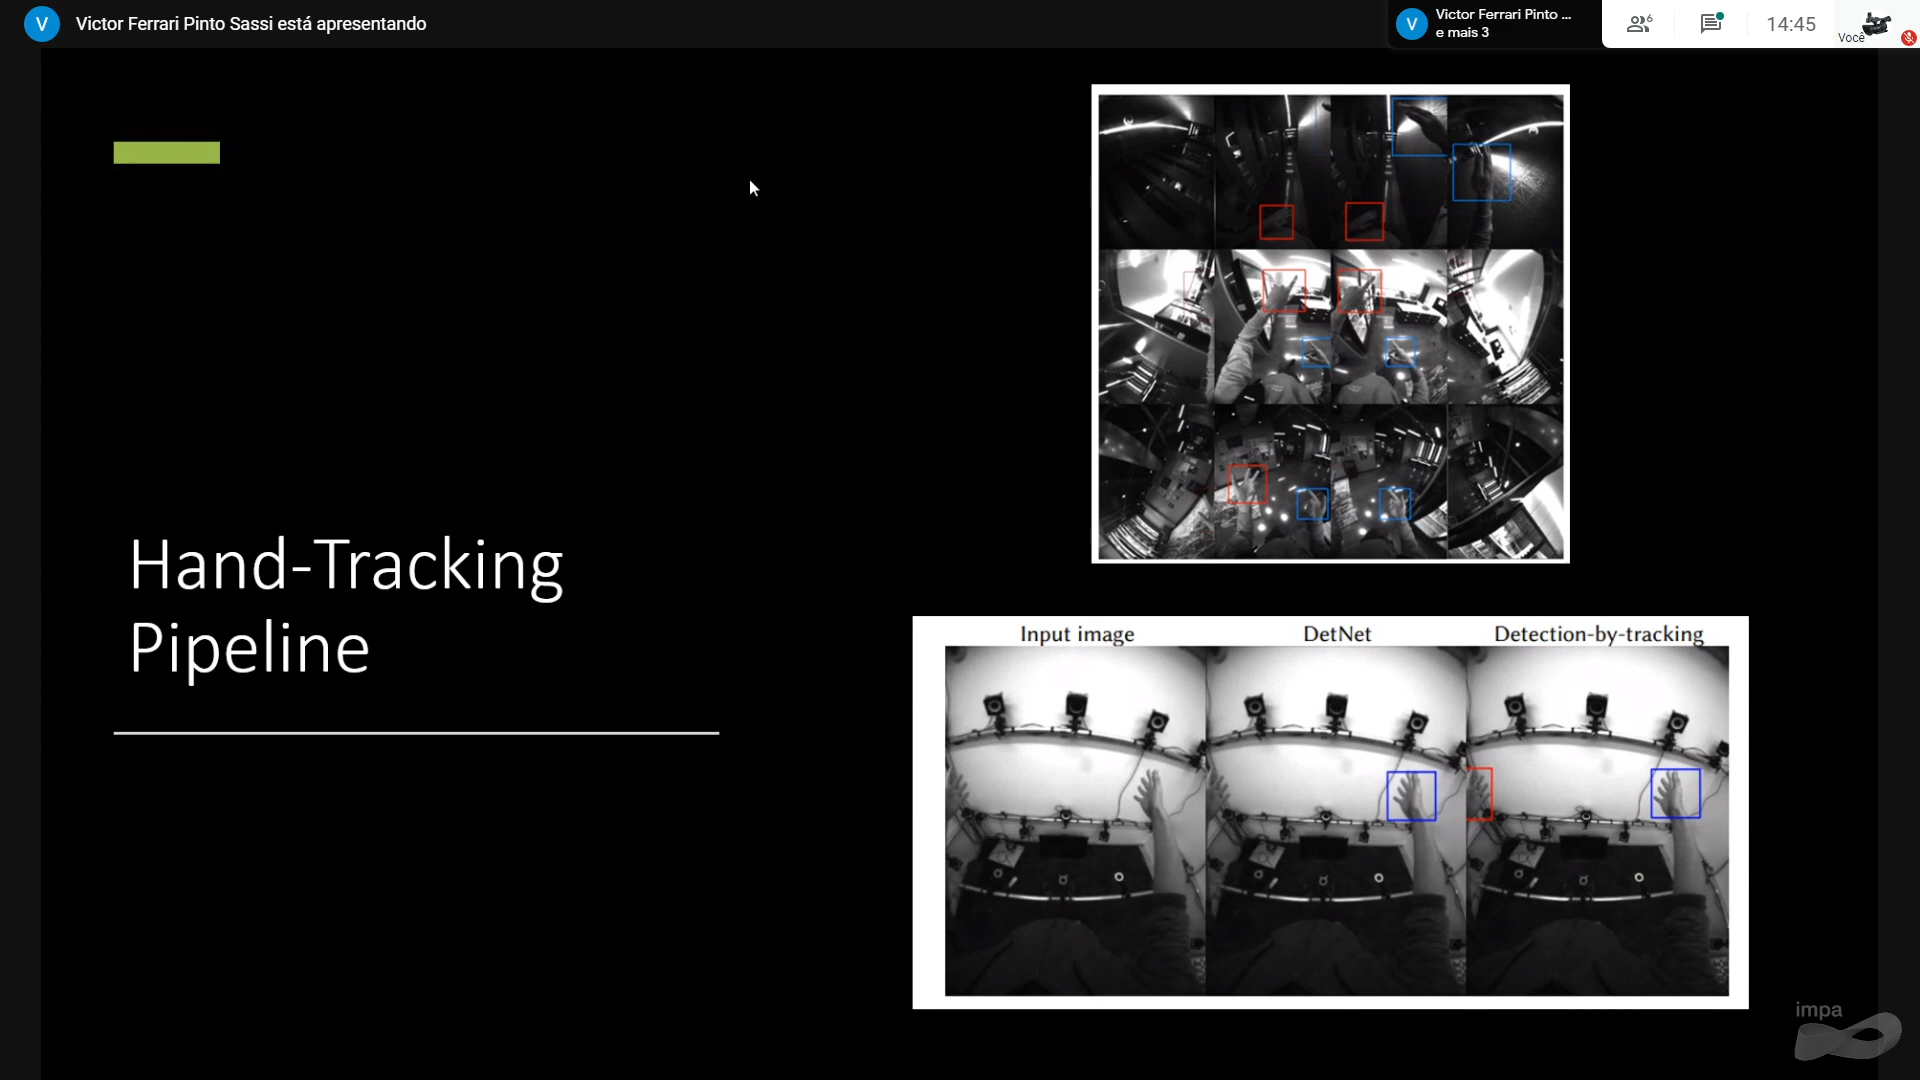 V
Victor Ferrari Pinto Sassi está apresentando
V
Victor Ferrari Pinto ...
e mais 3
6
14:45
Você
Hand-Tracking
Pipeline
Input image
DetNet
Detection-by-tracking
impa